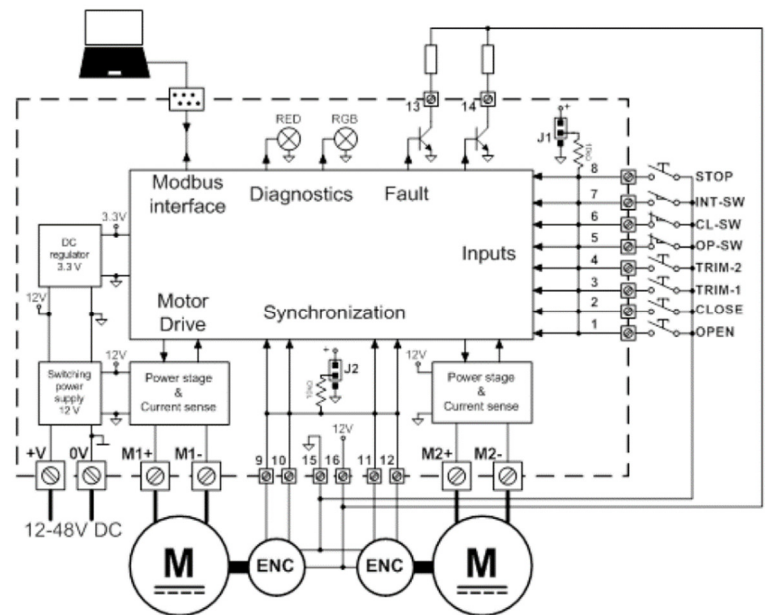 13
14
+
J1
10kΩ
RED
RGB
Modbus
interface
Diagnostics
Fault
8
STOP
7
INT-SW
6
CL-SW
5
OP-SW
4
TRIM-2
3
TRIM-1
2
CLOSE
1
OPEN
Inputs
3.3V
DC
regulator
3.3 V
12V
Motor
Drive
Synchronization
+
J2
10kΩ
Switching
power
supply
12 V
12V
Power stage
&
Current sense
12V
12V
Power stage
&
Current sense
+V
0V
M1+
M1-
9
10
15
16
11
12
M2+
M2-
12-48V DC
M
ENC
ENC
M